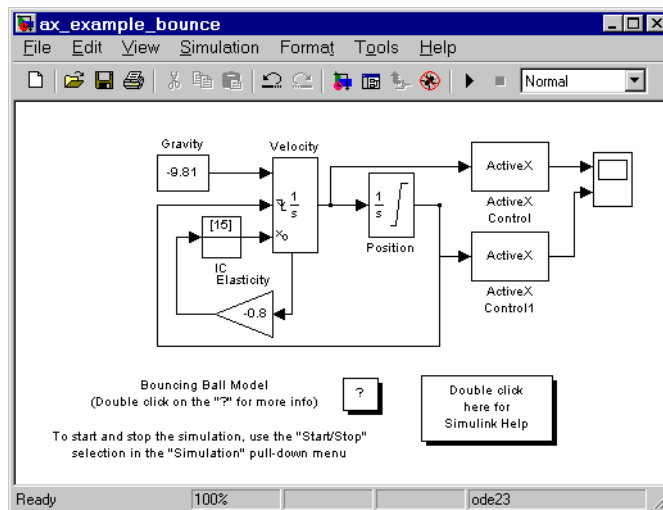 ax_example_bounce
File Edit View Simulation Format Tools Help
Normal
Gravity
-9.81
Velocity
1
s
x0
[15]
IC
Elasticity
-0.8
1
s
Position
ActiveX
ActiveX
Control
ActiveX
ActiveX
Control1
Bouncing Ball Model
(Double click on the "?" for more info)
?
Double click
here for
Simulink Help
To start and stop the simulation, use the "Start/Stop"
selection in the "Simulation" pull-down menu
Ready 100% ode23